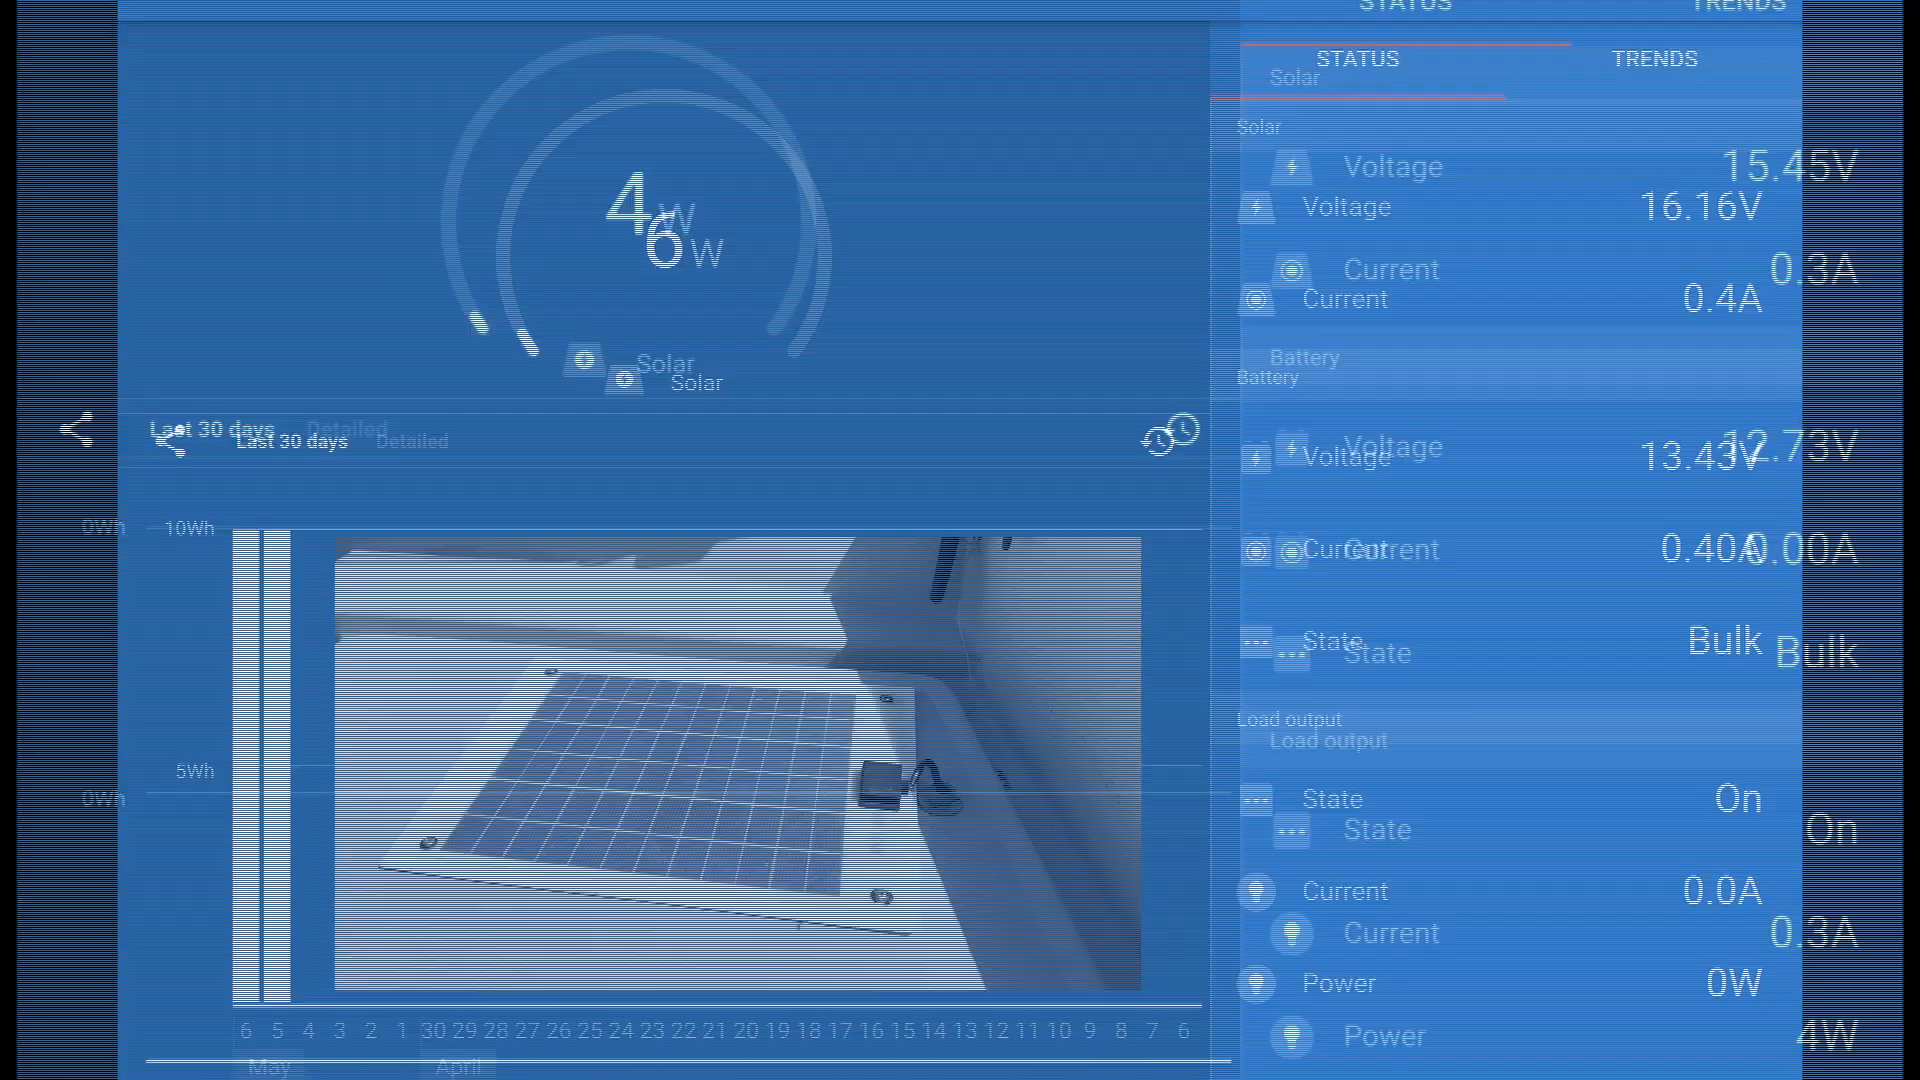 STATUS TRENDS
STATUS TRENDS
Solar
Solar
Voltage 15.45V
Voltage 16.16V
Current 0.3A
Current 0.4A
4W
6W
Solar
Solar
Battery
Battery
Last 30 days Detailed
Last 30 days Detailed
Voltage 12.73V
Voltage 13.43V
Current 0.40A
Current 0.00A
State Bulk
State Bulk
0Wh 10Wh
5Wh
0Wh
Load output
Load output
State On
State On
Current 0.0A
Current 0.3A
Power 0W
Power 4W
6 5 4 3 2 1 30 29 28 27 26 25 24 23 22 21 20 19 18 17 16 15 14 13 12 11 10 9 8 7 6
May April